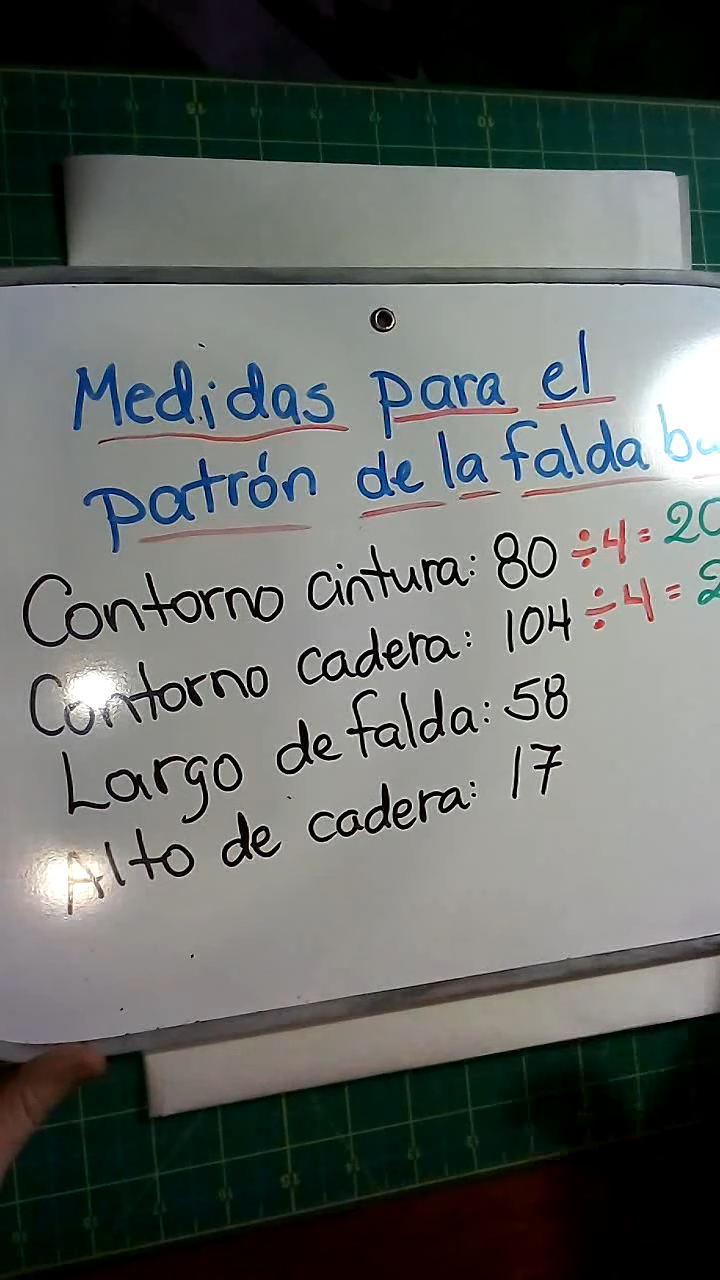 Medidas para el
patrón de la falda
Contorno cintura: 80 ÷4 = 20
Contorno cadera: 104 ÷4 =
Largo de falda: 58
Alto de cadera: 17